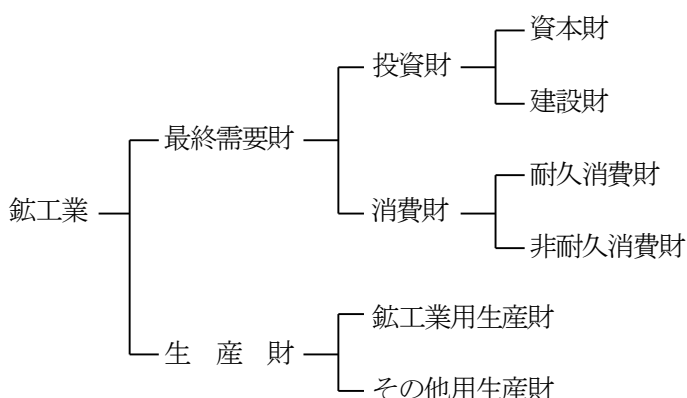 資本財
投資財
建設財
最終需要財
耐久消費財
鉱工業
消費財
非耐久消費財
鉱工業用生産財
生 産 財
その他用生産財